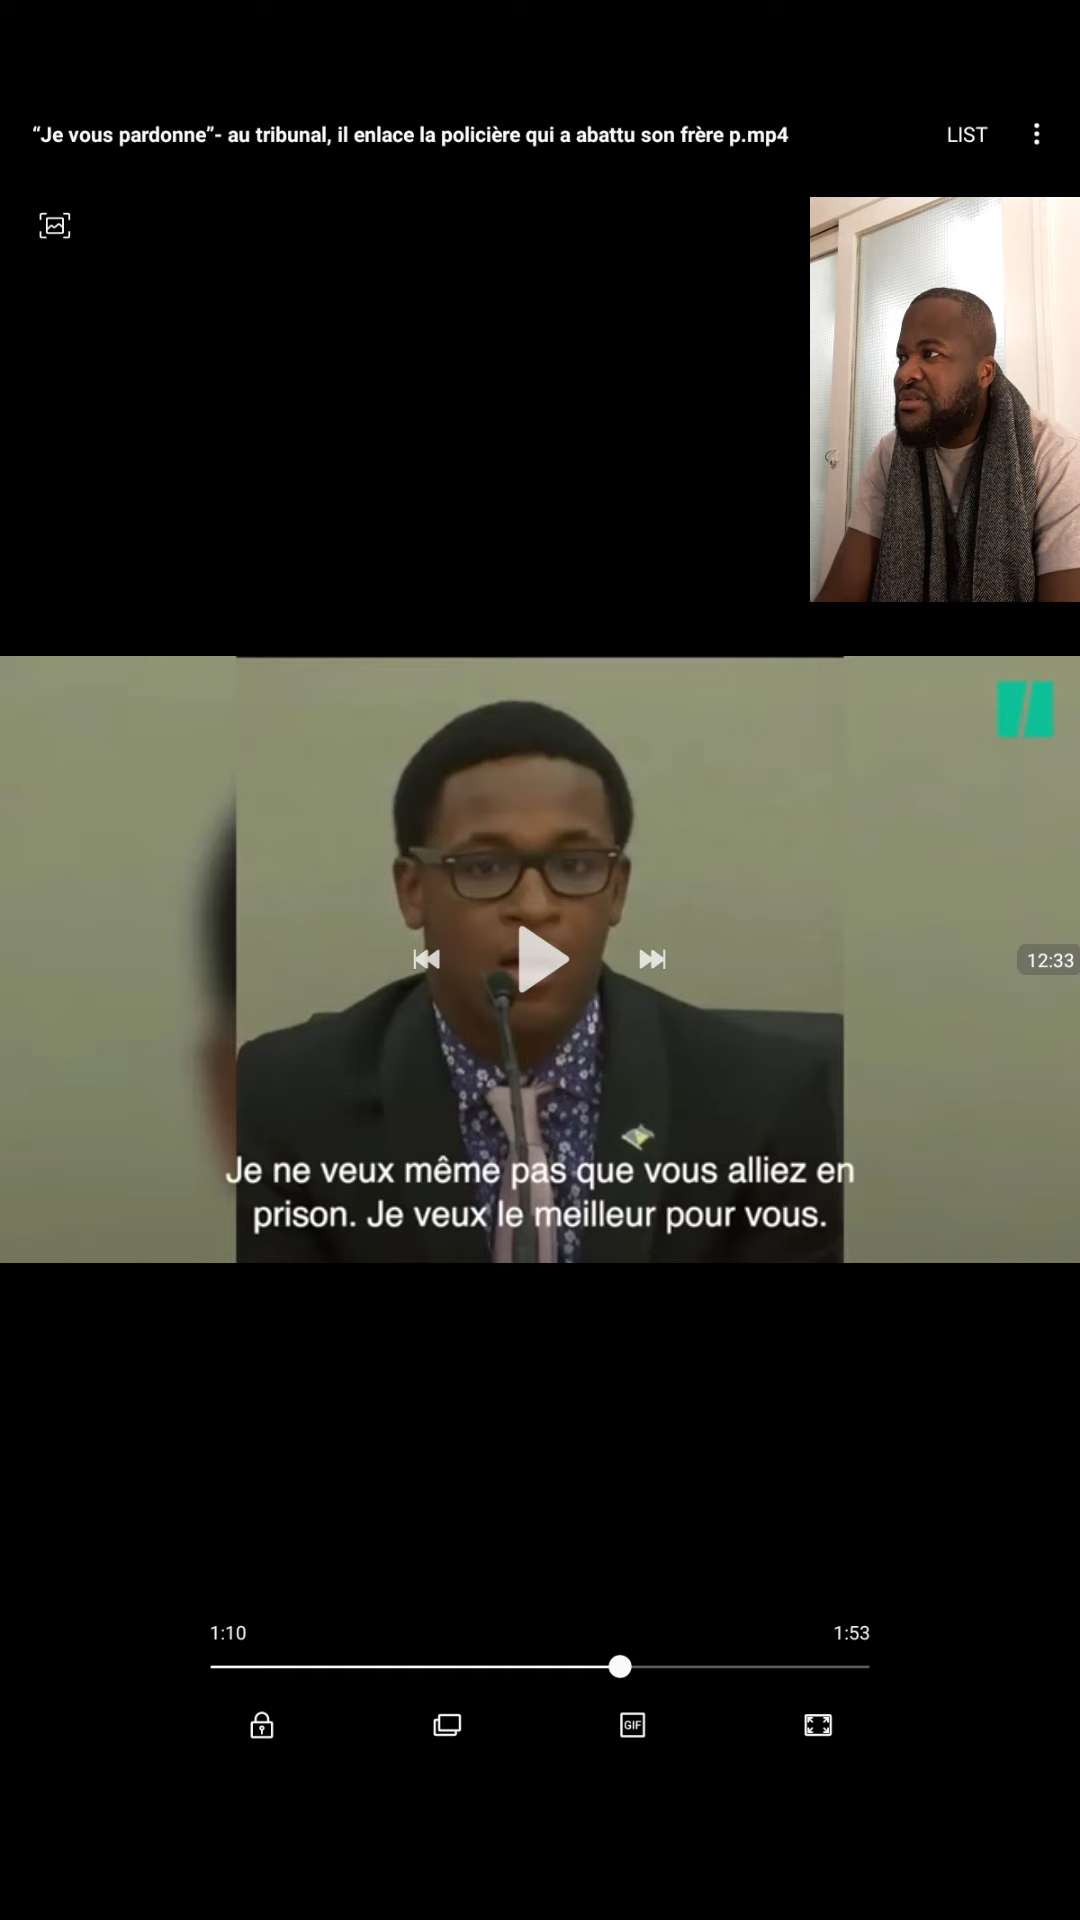 “Je vous pardonne”- au tribunal, il enlace la policière qui a abattu son frère p.mp4
LIST
12:33
Je ne veux même pas que vous alliez en
prison. Je veux le meilleur pour vous.
1:10
1:53
GIF